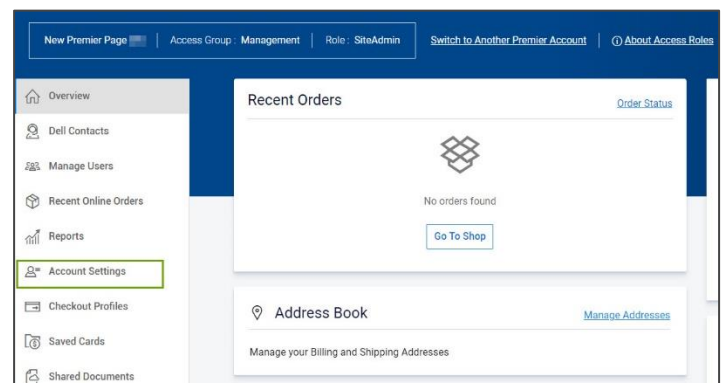 New Premier Page | Access Group : Management | Role : SiteAdmin Switch to Another Premier Account | About Access Roles
Overview
Dell Contacts
Manage Users
Recent Online Orders
Reports
Account Settings
Checkout Profiles
Saved Cards
Shared Documents
Recent Orders Order Status
No orders found
Go To Shop
Address Book Manage Addresses
Manage your Billing and Shipping Addresses